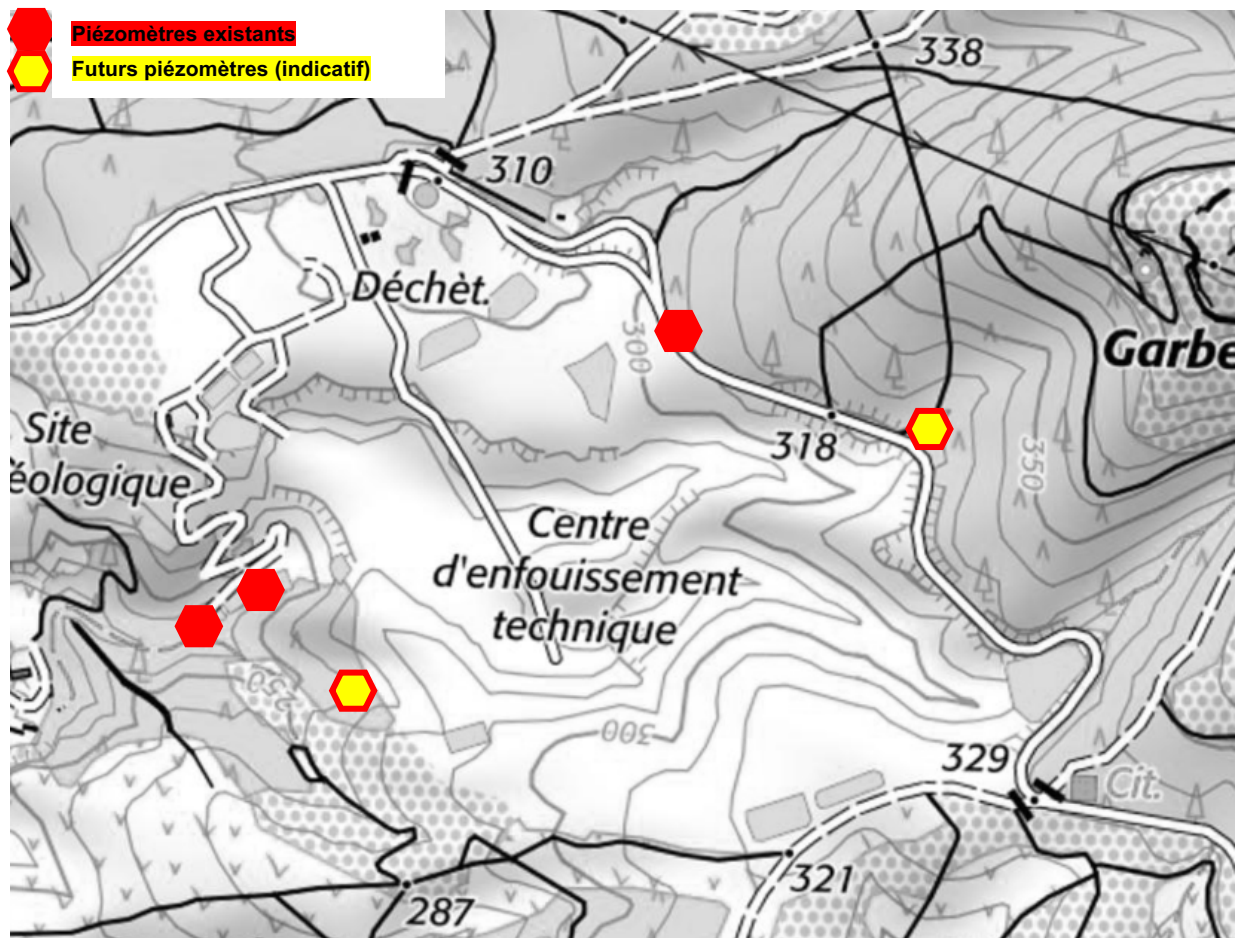 Piézomètres existants
Futurs piézomètres (indicatif)
338
310
Déchèt.
300
Garbe
318
Site
éologique
350
Centre
d'enfouissement
technique
250
300
329
Cit.
321
287